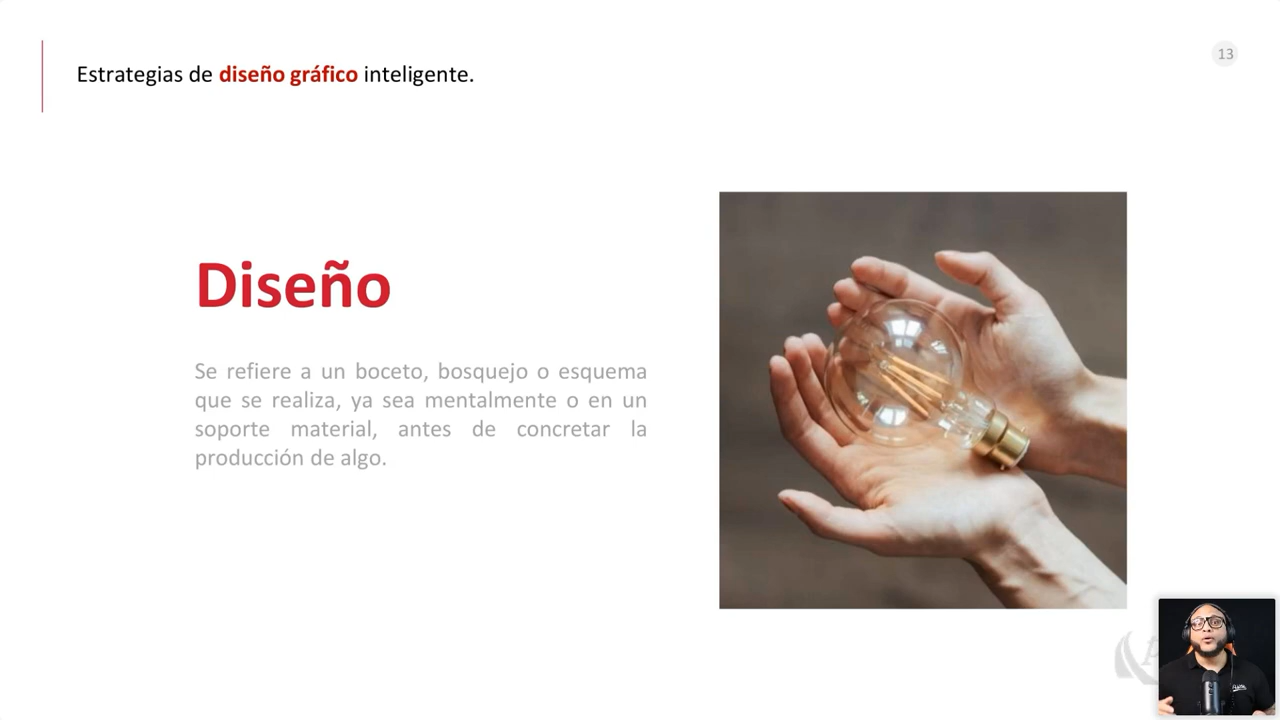 Estrategias de diseño gráfico inteligente.
13
Diseño
Se refiere a un boceto, bosquejo o esquema
que se realiza, ya sea mentalmente o en un
soporte material, antes de concretar la
producción de algo.